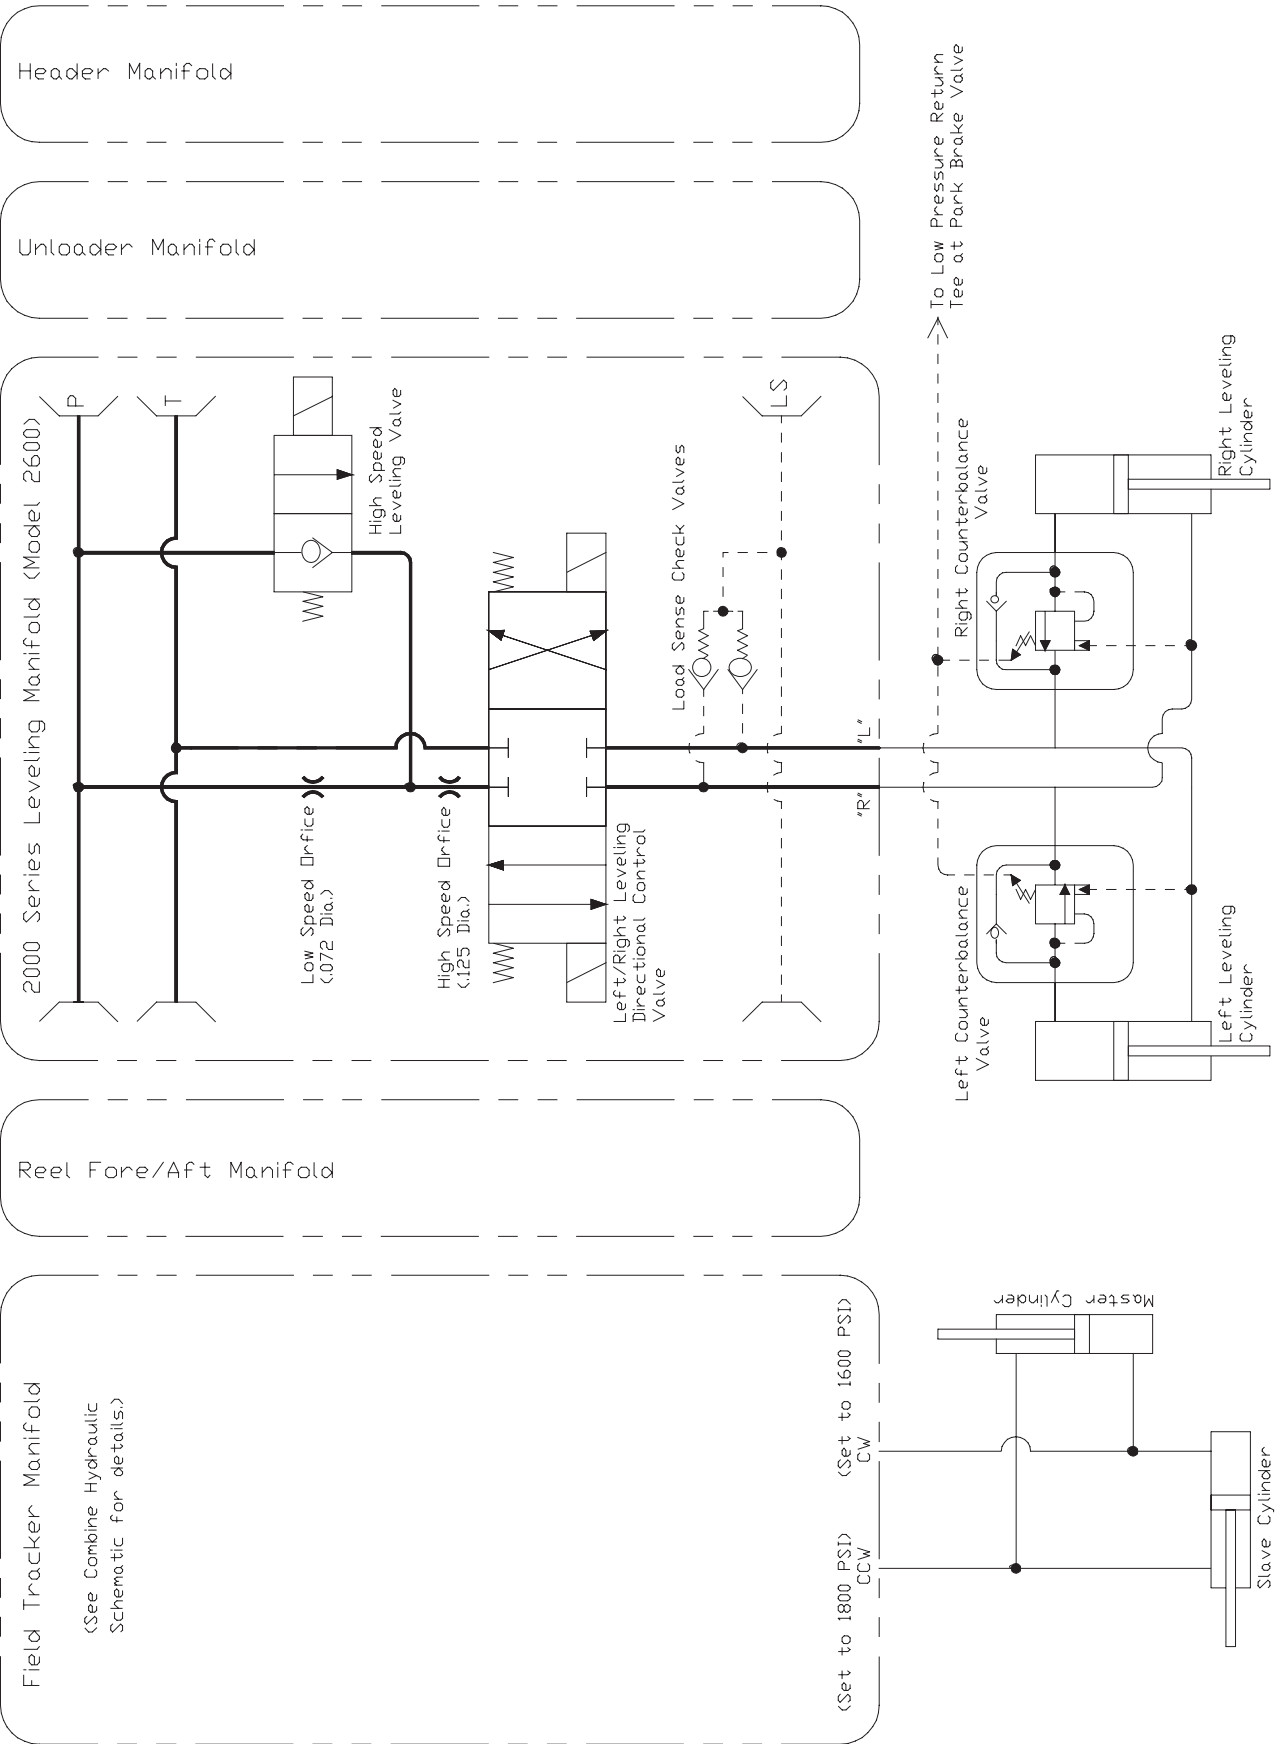 Header Manifold
Unloader Manifold
To Low Pressure Return
Tee at Park Brake Valve
2000 Series Leveling Manifold (Model 2600)
P
T
High Speed
Leveling Valve
LS
Load Sense Check Valves
Low Speed Orfice
(.072 Dia.)
High Speed Orfice
(.125 Dia.)
Left/Right Leveling
Directional Control
Valve
"L"
"R"
Right Counterbalance
Valve
Right Leveling
Cylinder
Left Counterbalance
Valve
Left Leveling
Cylinder
Reel Fore/Aft Manifold
Field Tracker Manifold
(See Combine Hydraulic
Schematic for details.)
(Set to 1600 PSI)
CW
(Set to 1800 PSI)
CCW
Master Cylinder
Slave Cylinder